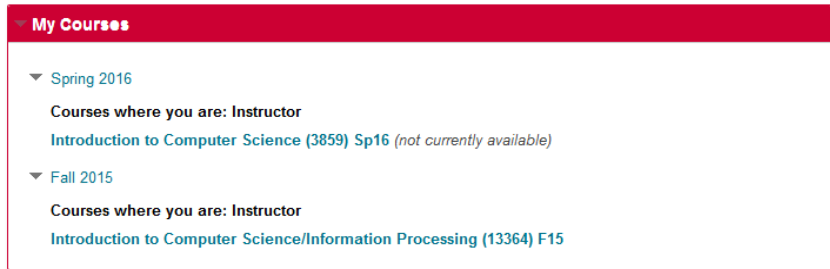 My Courses
Spring 2016
Courses where you are: Instructor
Introduction to Computer Science (3859) Sp16 (not currently available)
Fall 2015
Courses where you are: Instructor
Introduction to Computer Science/Information Processing (13364) F15